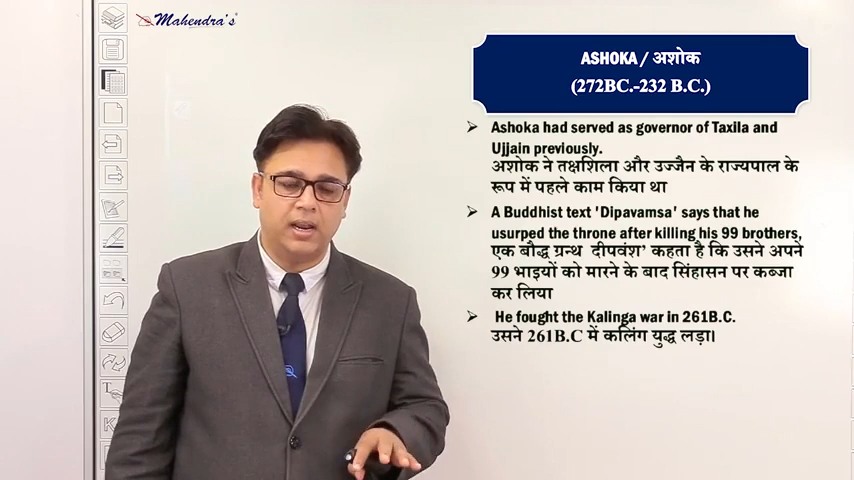 Mahendra's
ASHOKA / अशोक
(272BC.-232 B.C.)
Ashoka had served as governor of Taxila and
Ujjain previously.
अशोक ने तक्षशिला और उज्जैन के राज्यपाल के
रूप में पहले काम किया था
A Buddhist text 'Dipavamsa' says that he
usurped the throne after killing his 99 brothers,
एक बौद्ध ग्रन्थ 'दीपवंश’ कहता है कि उसने अपने
99 भाइयों को मारने के बाद सिंहासन पर कब्जा
कर लिया
He fought the Kalinga war in 261B.C.
उसने 261B.C में कलिंग युद्ध लड़ा।